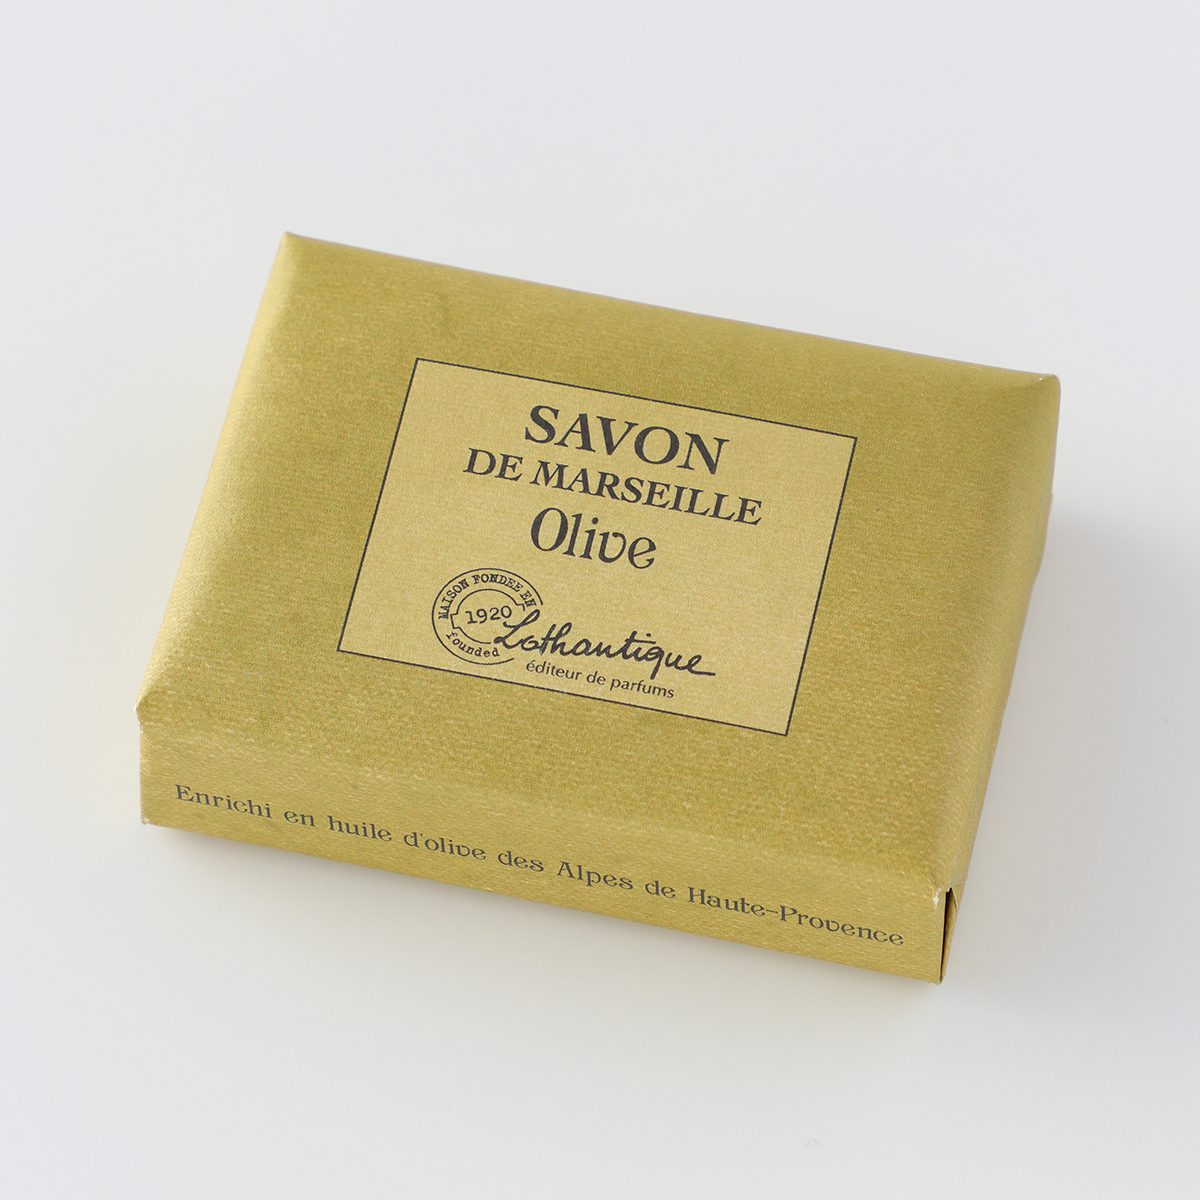 SAVON
DE MARSEILLE
Olive
MAISON FONDEE EN
1920
founded
Lothantique
éditeur de parfums
Enrichi en huile d'olive des Alpes de Haute-Provence